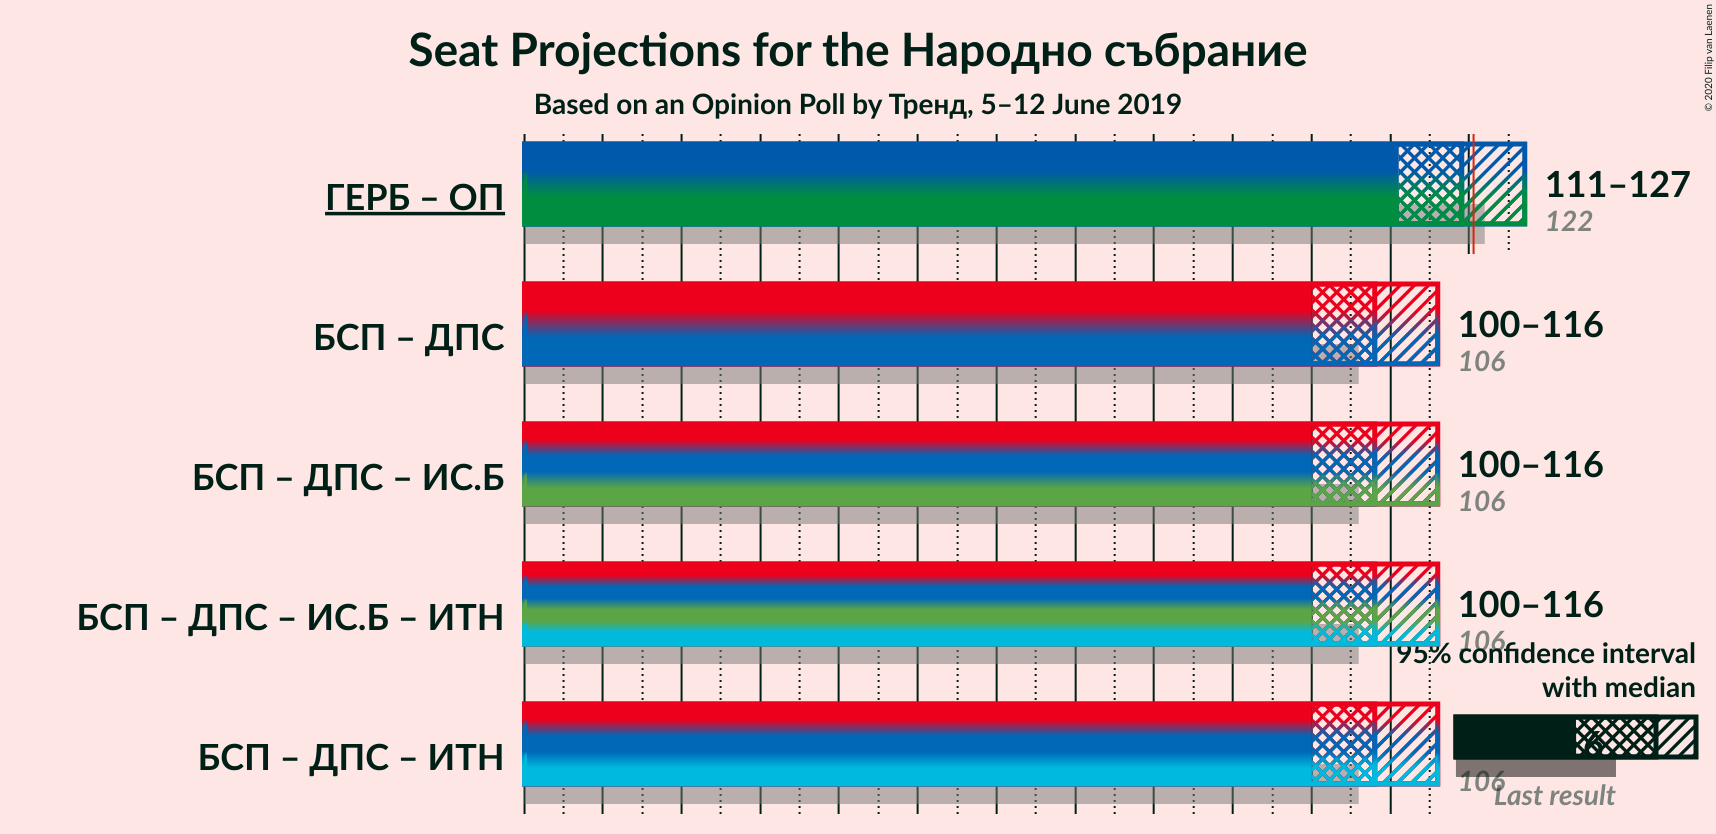 Seat Projections for the Народно събрание
Based on an Opinion Poll by Тренд, 5–12 June 2019
© 2020 Filip van Laenen
ГЕРБ – ОП
111–127
122
БСП – ДПС
100–116
106
БСП – ДПС – ИС.Б
100–116
106
БСП – ДПС – ИС.Б – ИТН
100–116
106
95% confidence interval
with median
БСП – ДПС – ИТН
106
Last result